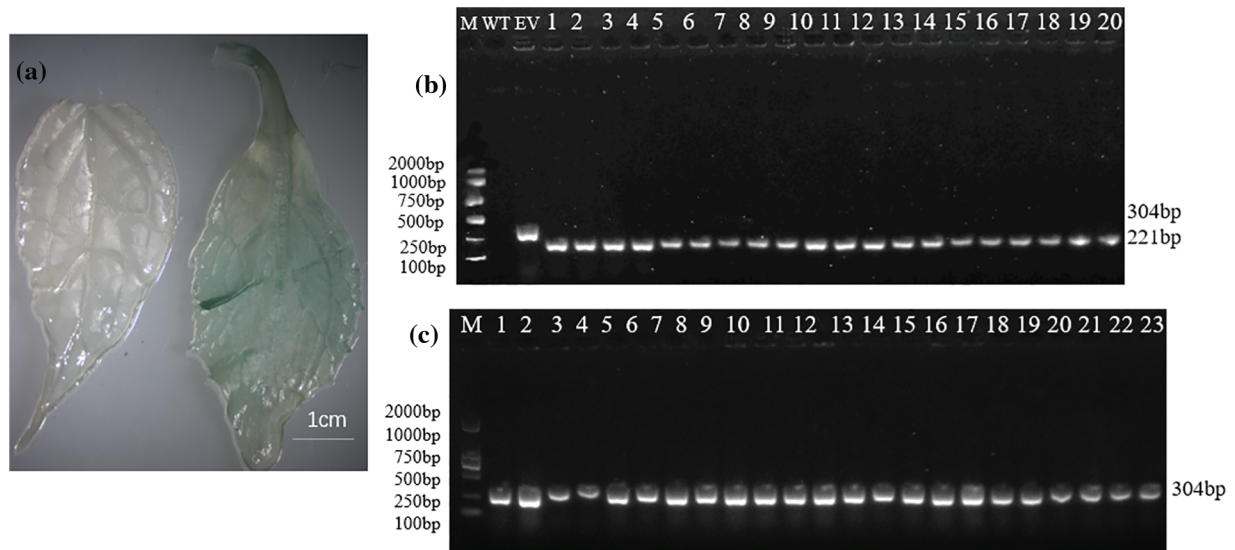 (a)
1cm
(b)
M WT EV 1 2 3 4 5 6 7 8 9 10 11 12 13 14 15 16 17 18 19 20
2000bp
1000bp
750bp
500bp
250bp
100bp
304bp
221bp
(c)
M 1 2 3 4 5 6 7 8 9 10 11 12 13 14 15 16 17 18 19 20 21 22 23
2000bp
1000bp
750bp
500bp
250bp
100bp
304bp